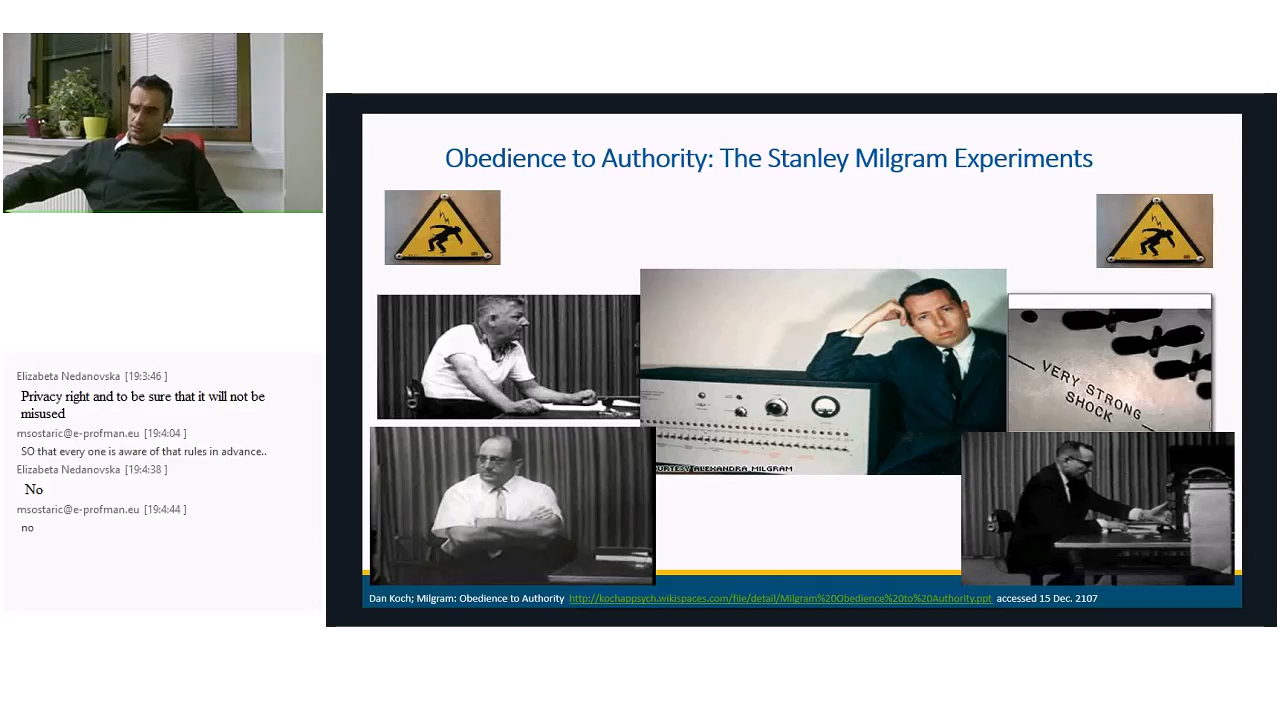 Obedience to Authority: The Stanley Milgram Experiments
VERY STRONG
SHOCK
URTESY ALEXANDRA MILGRAM
Dan Koch; Milgram: Obedience to Authority http://kochappsych.wikispaces.com/file/detail/Milgram%20Obedience%20to%20Authority.ppt accessed 15 Dec. 2107
Elizabeta Nedanovska [19:3:46 ]
Privacy right and to be sure that it will not be
misused
msostaric@e-profman.eu [19:4:04 ]
SO that every one is aware of that rules in advance..
Elizabeta Nedanovska [19:4:38 ]
No
msostaric@e-profman.eu [19:4:44 ]
no